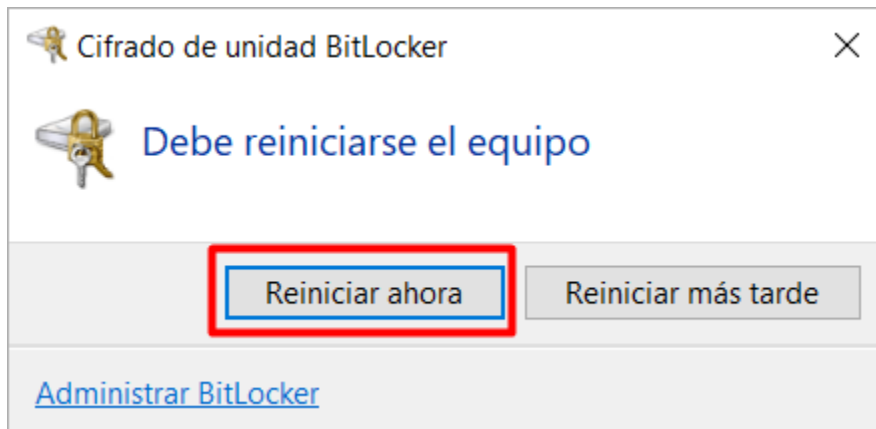 Cifrado de unidad BitLocker
Debe reiniciarse el equipo
Reiniciar ahora
Reiniciar más tarde
Administrar BitLocker